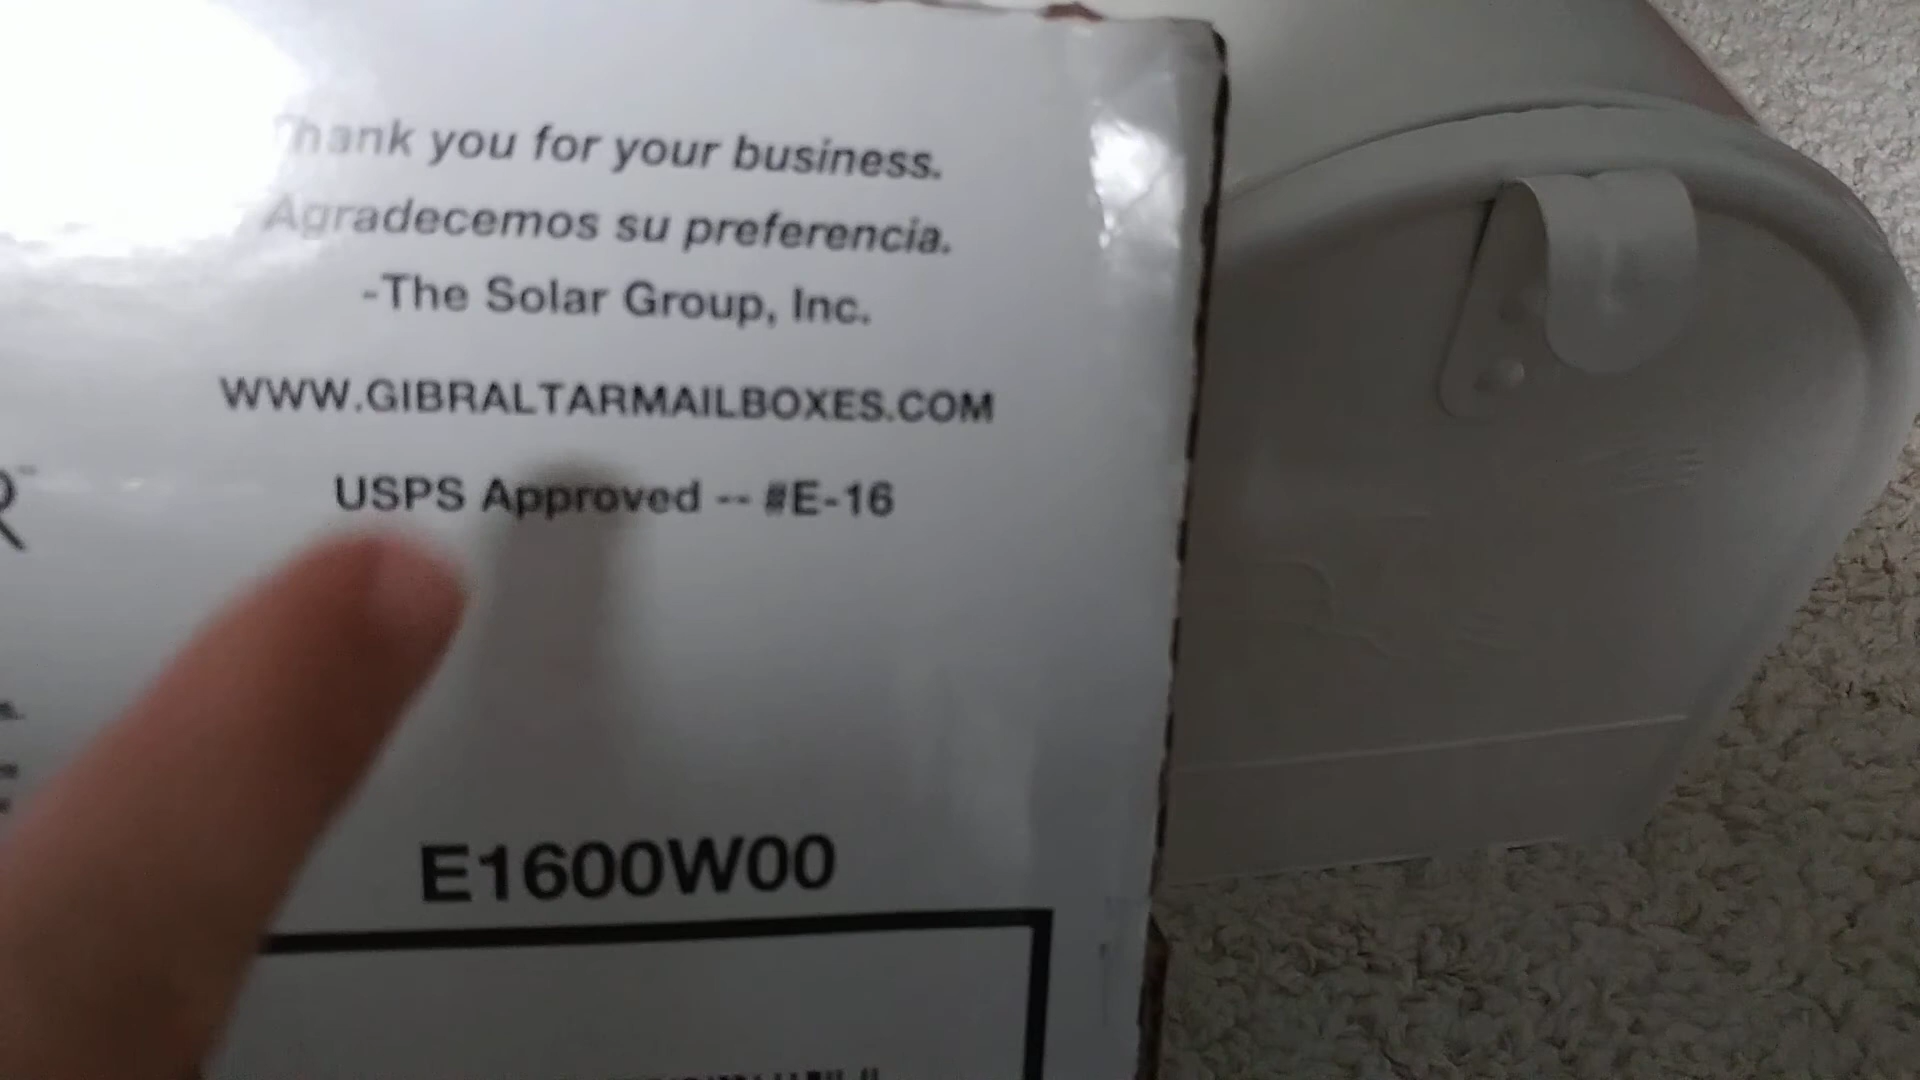 Thank you for your business.
Agradecemos su preferencia.
-The Solar Group, Inc.
WWW.GIBRALTARMAILBOXES.COM
USPS Approved -- #E-16
E1600W00